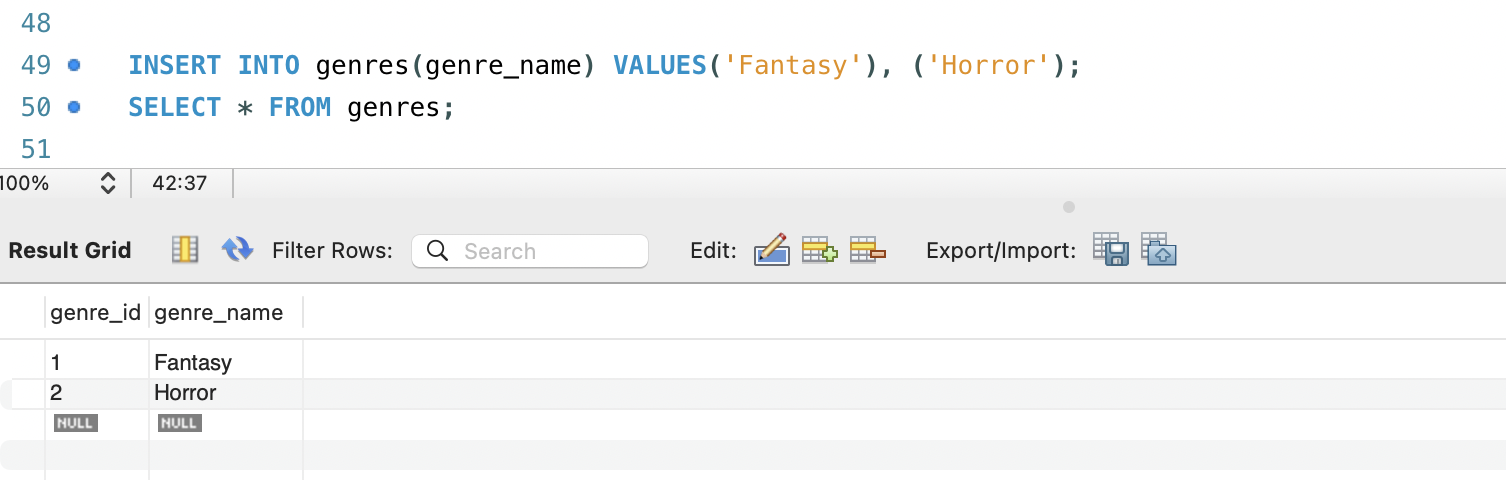 48
49 INSERT INTO genres(genre_name) VALUES('Fantasy'), ('Horror');
50 SELECT * FROM genres;
51
100% 42:37
Result Grid Filter Rows: Search Edit: Export/Import:
genre_id genre_name
1 Fantasy
2 Horror
NULL NULL